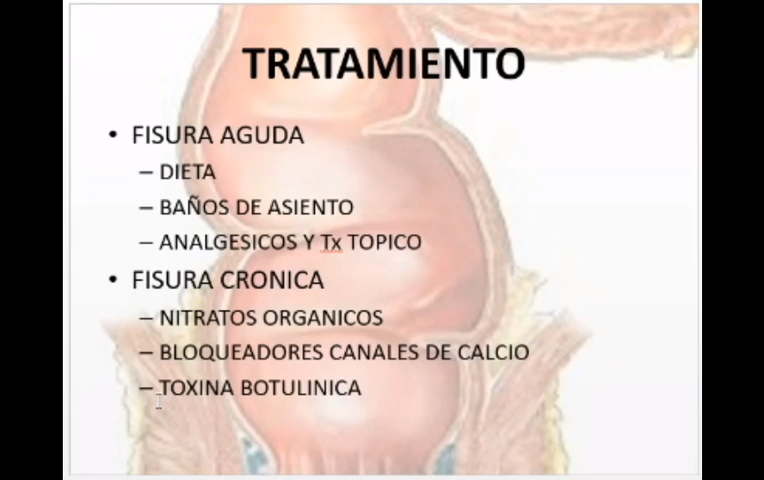 TRATAMIENTO
• FISURA AGUDA
– DIETA
– BAÑOS DE ASIENTO
– ANALGESICOS Y Tx TOPICO
• FISURA CRONICA
– NITRATOS ORGANICOS
– BLOQUEADORES CANALES DE CALCIO
– TOXINA BOTULINICA